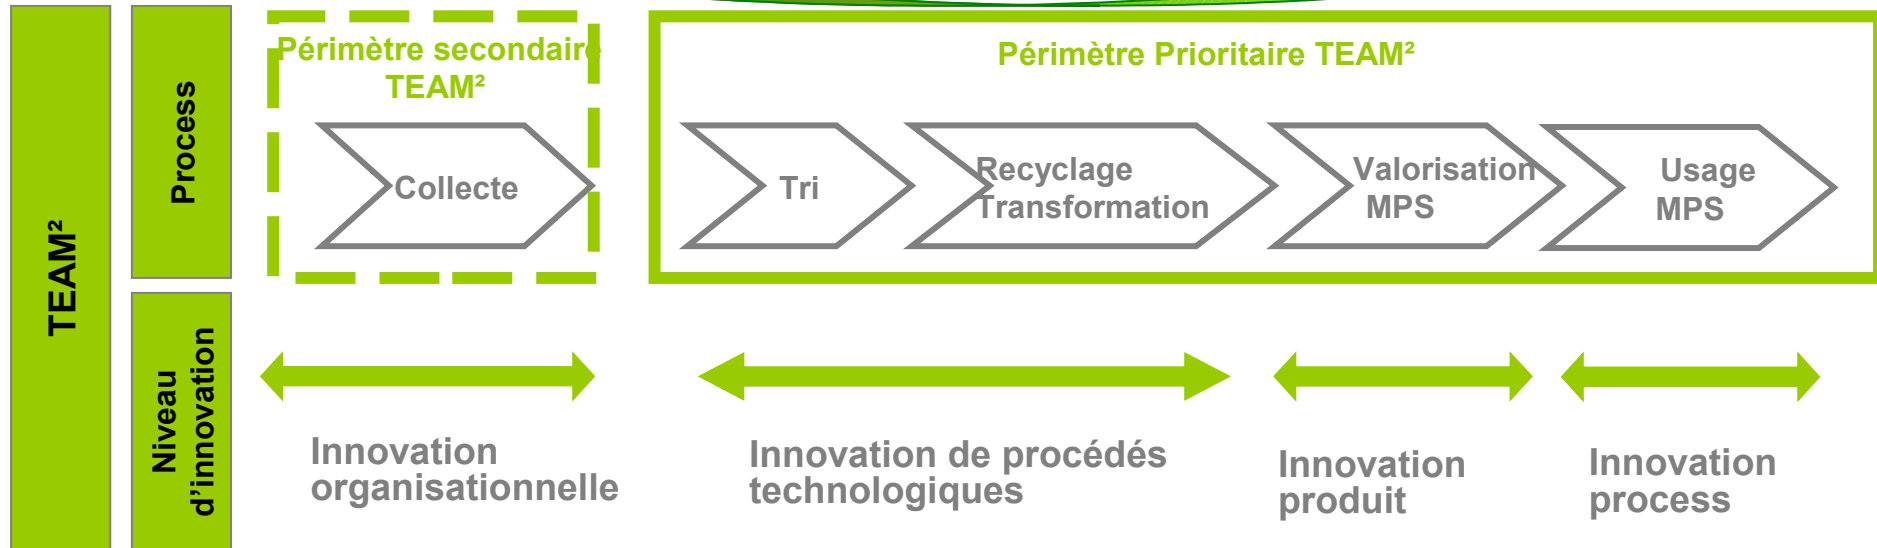 TEAM²
Process
Périmètre secondaire
TEAM²
Collecte
Périmètre Prioritaire TEAM²
Tri
Recyclage
Transformation
Valorisation
MPS
Usage
MPS
Niveau
d’innovation
Innovation
organisationnelle
Innovation de procédés
technologiques
Innovation
produit
Innovation
process